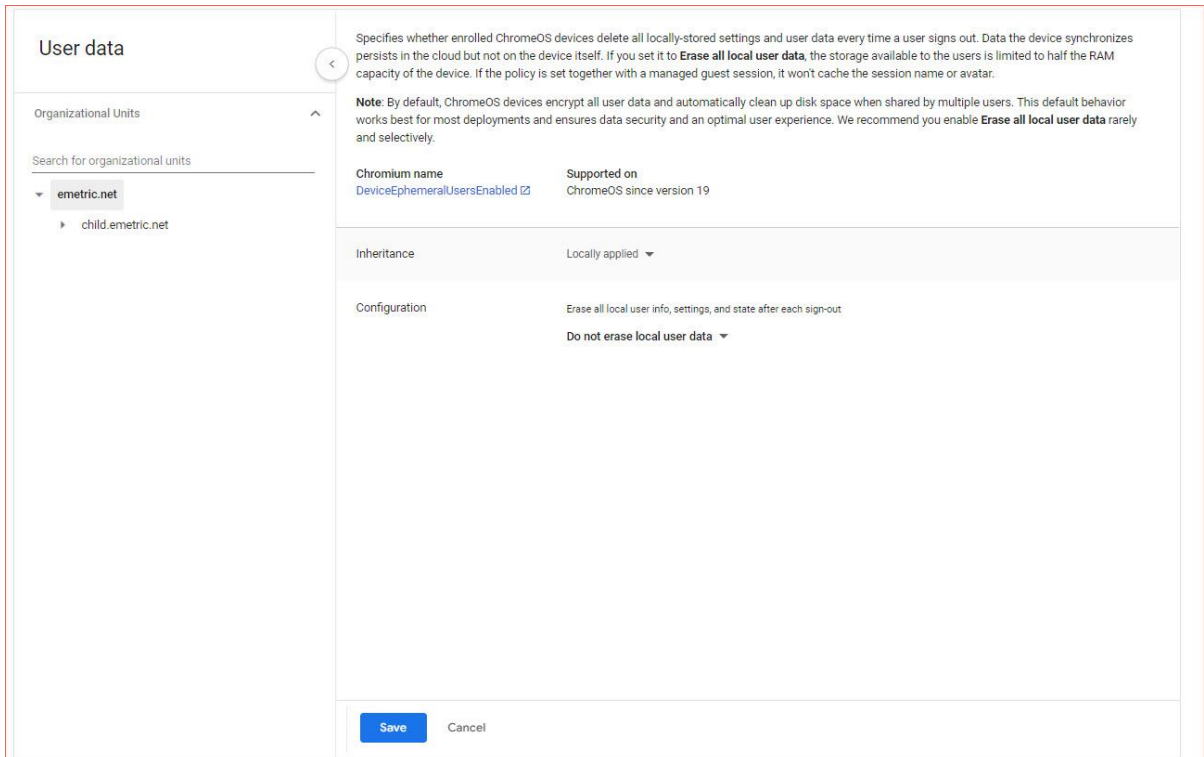 User data
Organizational Units
Search for organizational units
emetric.net
child.emetric.net
Specifies whether enrolled ChromeOS devices delete all locally-stored settings and user data every time a user signs out. Data the device synchronizes
persists in the cloud but not on the device itself. If you set it to Erase all local user data, the storage available to the users is limited to half the RAM
capacity of the device. If the policy is set together with a managed guest session, it won't cache the session name or avatar.
Note: By default, ChromeOS devices encrypt all user data and automatically clean up disk space when shared by multiple users. This default behavior
works best for most deployments and ensures data security and an optimal user experience. We recommend you enable Erase all local user data rarely
and selectively.
Chromium name
DeviceEphemeralUsersEnabled
Supported on
ChromeOS since version 19
Inheritance
Locally applied
Configuration
Erase all local user info, settings, and state after each sign-out
Do not erase local user data
Save
Cancel